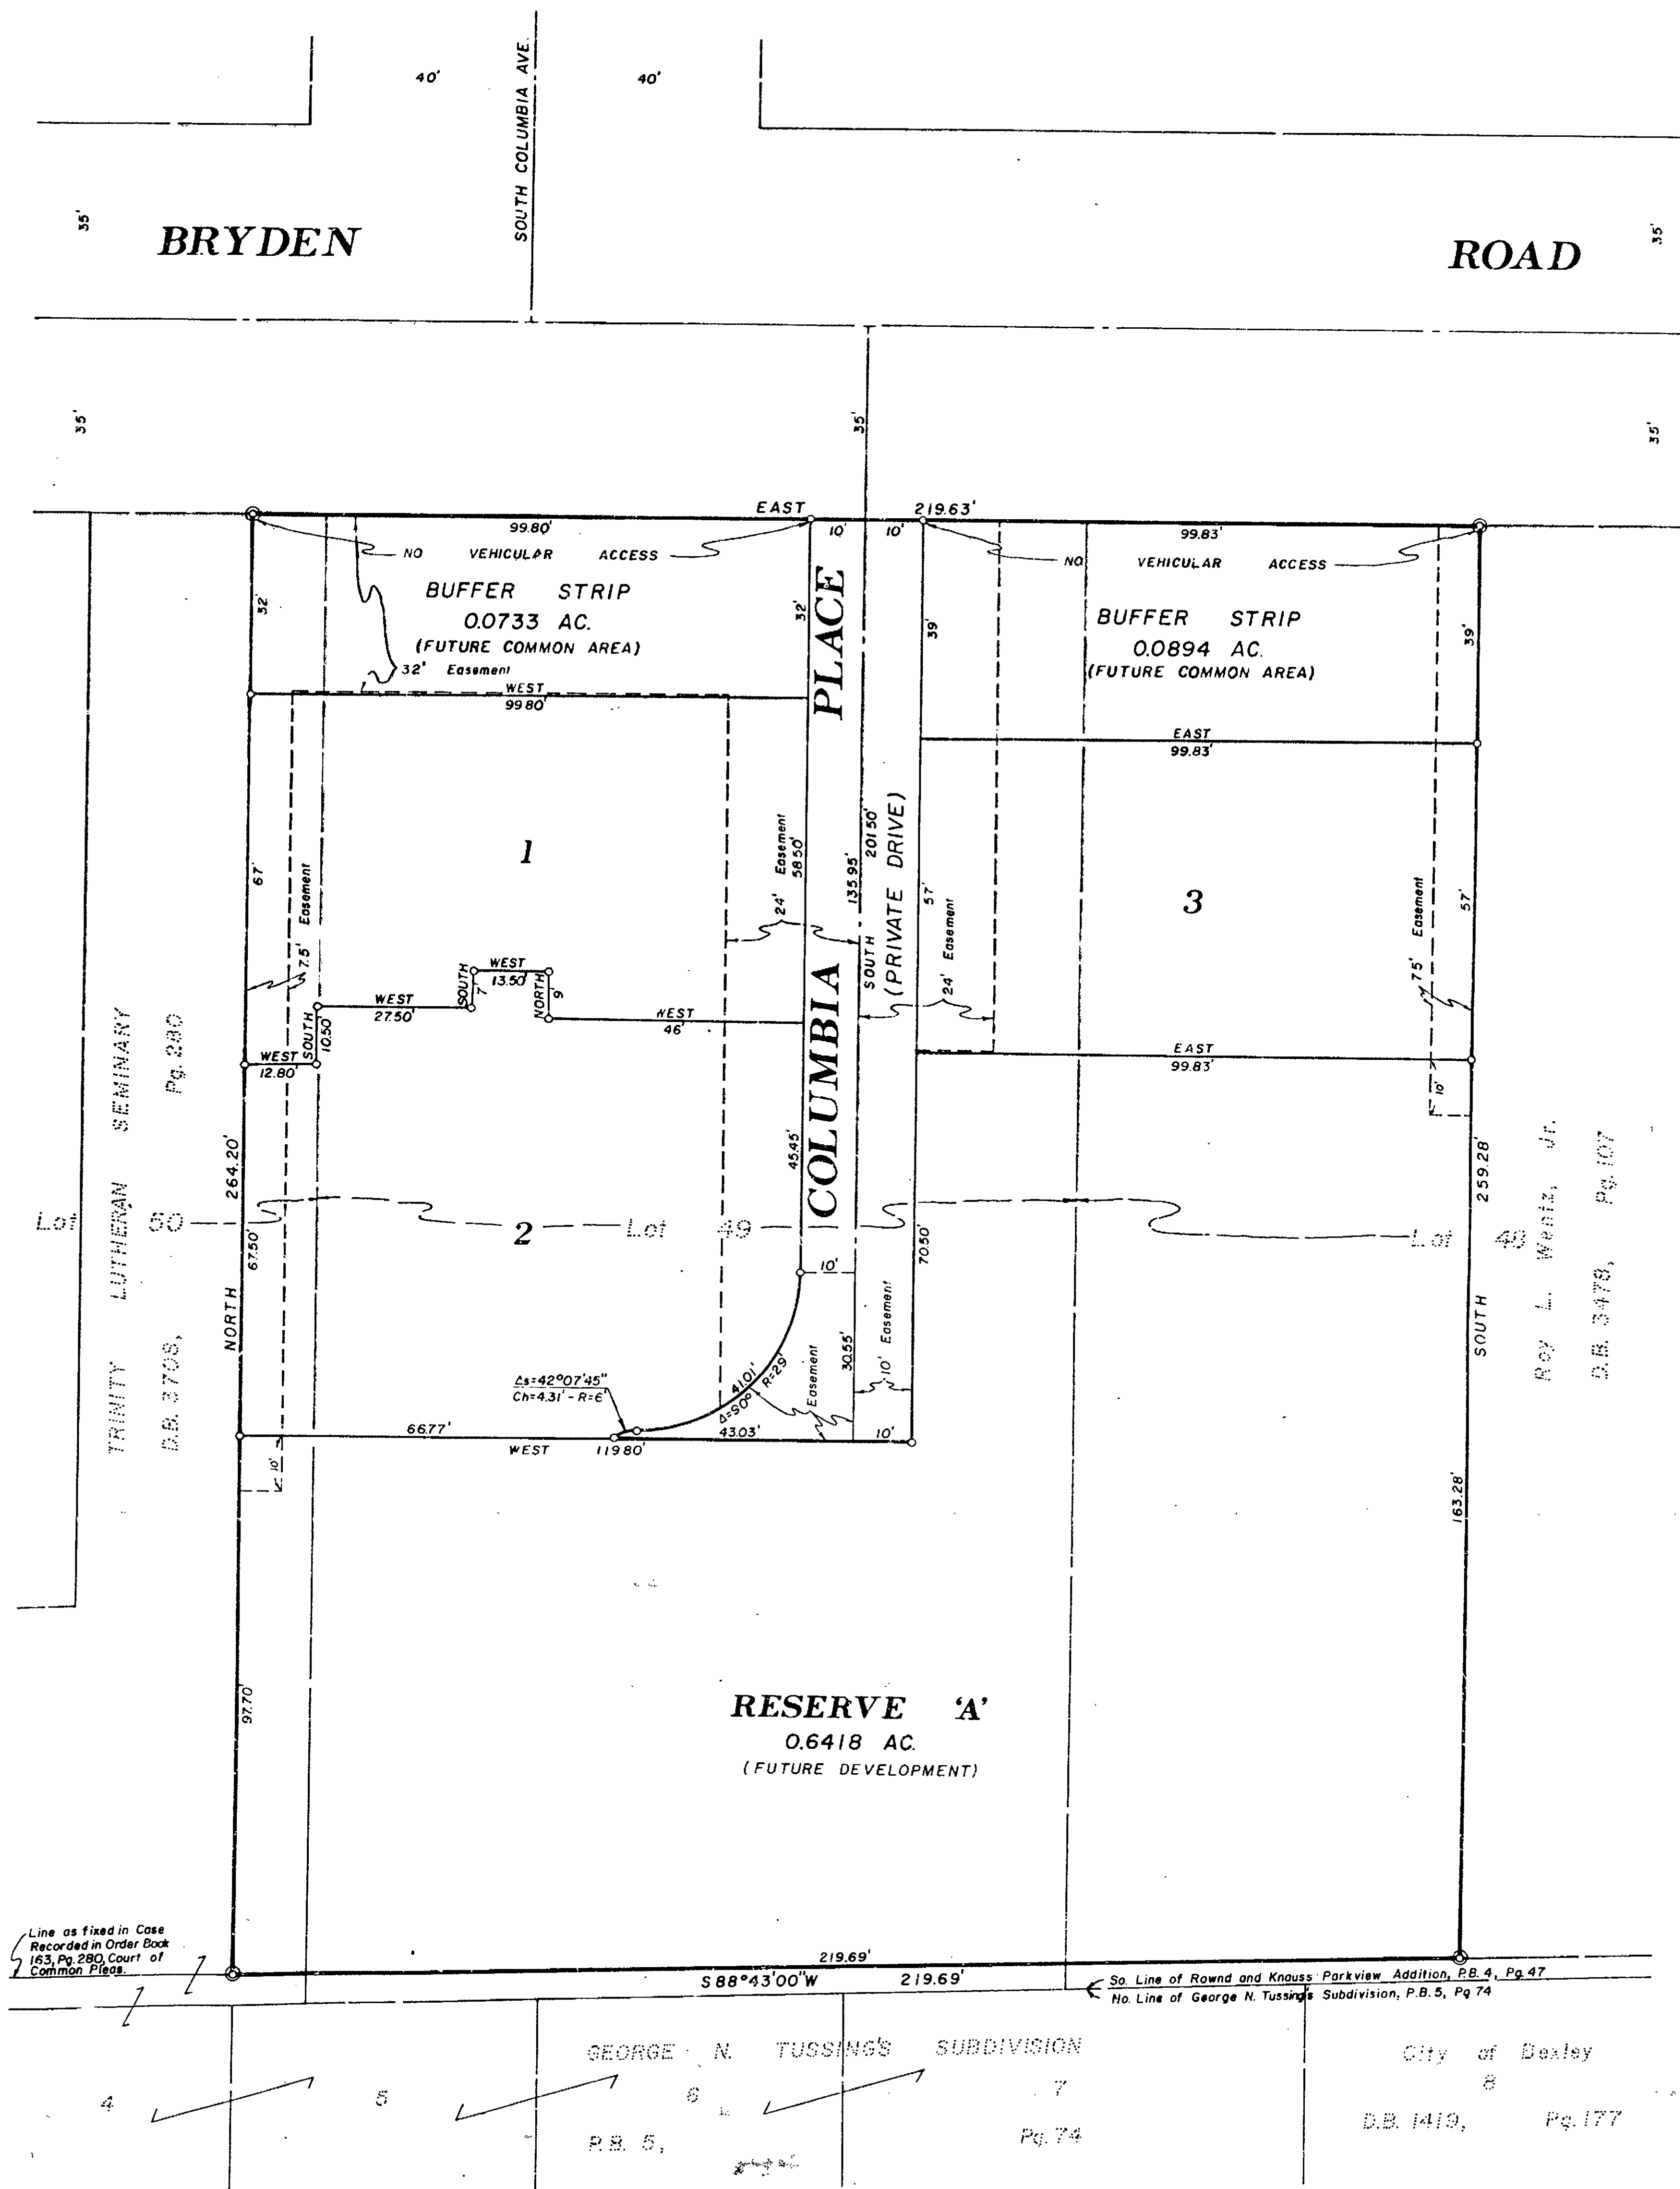 40'
SOUTH COLUMBIA AVE.
40'
35'
BRYDEN
ROAD
35'
35'
35'
35'
EAST
219.63'
99.80'
10'
10'
99.83'
NO VEHICULAR ACCESS
NO VEHICULAR ACCESS
BUFFER STRIP
0.0733 AC.
(FUTURE COMMON AREA)
32' Easement
32'
32'
BUFFER STRIP
0.0894 AC.
(FUTURE COMMON AREA)
39'
39'
WEST
99.80'
EAST
99.83'
COLUMBIA PLACE
(PRIVATE DRIVE)
SOUTH 201.50'
135.95'
1
67'
7.5' Easement
24' Easement
58.50'
57'
24' Easement
3
7.5' Easement
57'
WEST
13.50'
SOUTH
7'
NORTH
9'
WEST
27.50'
WEST
46'
SOUTH
10.50'
WEST
12.80'
EAST
99.83'
10'
TRINITY LUTHERAN SEMINARY
D.B. 3708, Pg. 280
NORTH 264.20'
67.50'
45.45'
70.50'
SOUTH 259.28'
Roy L. Wentz, Jr.
D.B. 3478, Pg. 107
Lot 50
2
Lot 49
Lot 48
10'
30.55'
10' Easement
Easement
Δs=42°07'45"
Ch=4.31' - R=6'
41.01'
Δ=90° R=29'
66.77'
43.03'
10'
WEST 119.80'
10'
163.28'
97.70'
RESERVE 'A'
0.6418 AC.
(FUTURE DEVELOPMENT)
Line as fixed in Case
Recorded in Order Book
163, Pg. 280, Court of
Common Pleas.
219.69'
S 88°43'00"W 219.69'
So. Line of Rownd and Knauss Parkview Addition, P.B. 4, Pg. 47
No. Line of George N. Tussing's Subdivision, P.B. 5, Pg 74
GEORGE N. TUSSING'S SUBDIVISION
City of Bexley
4
5
6
7
8
P.B. 5, Pg. 74
D.B. 1419, Pg. 177